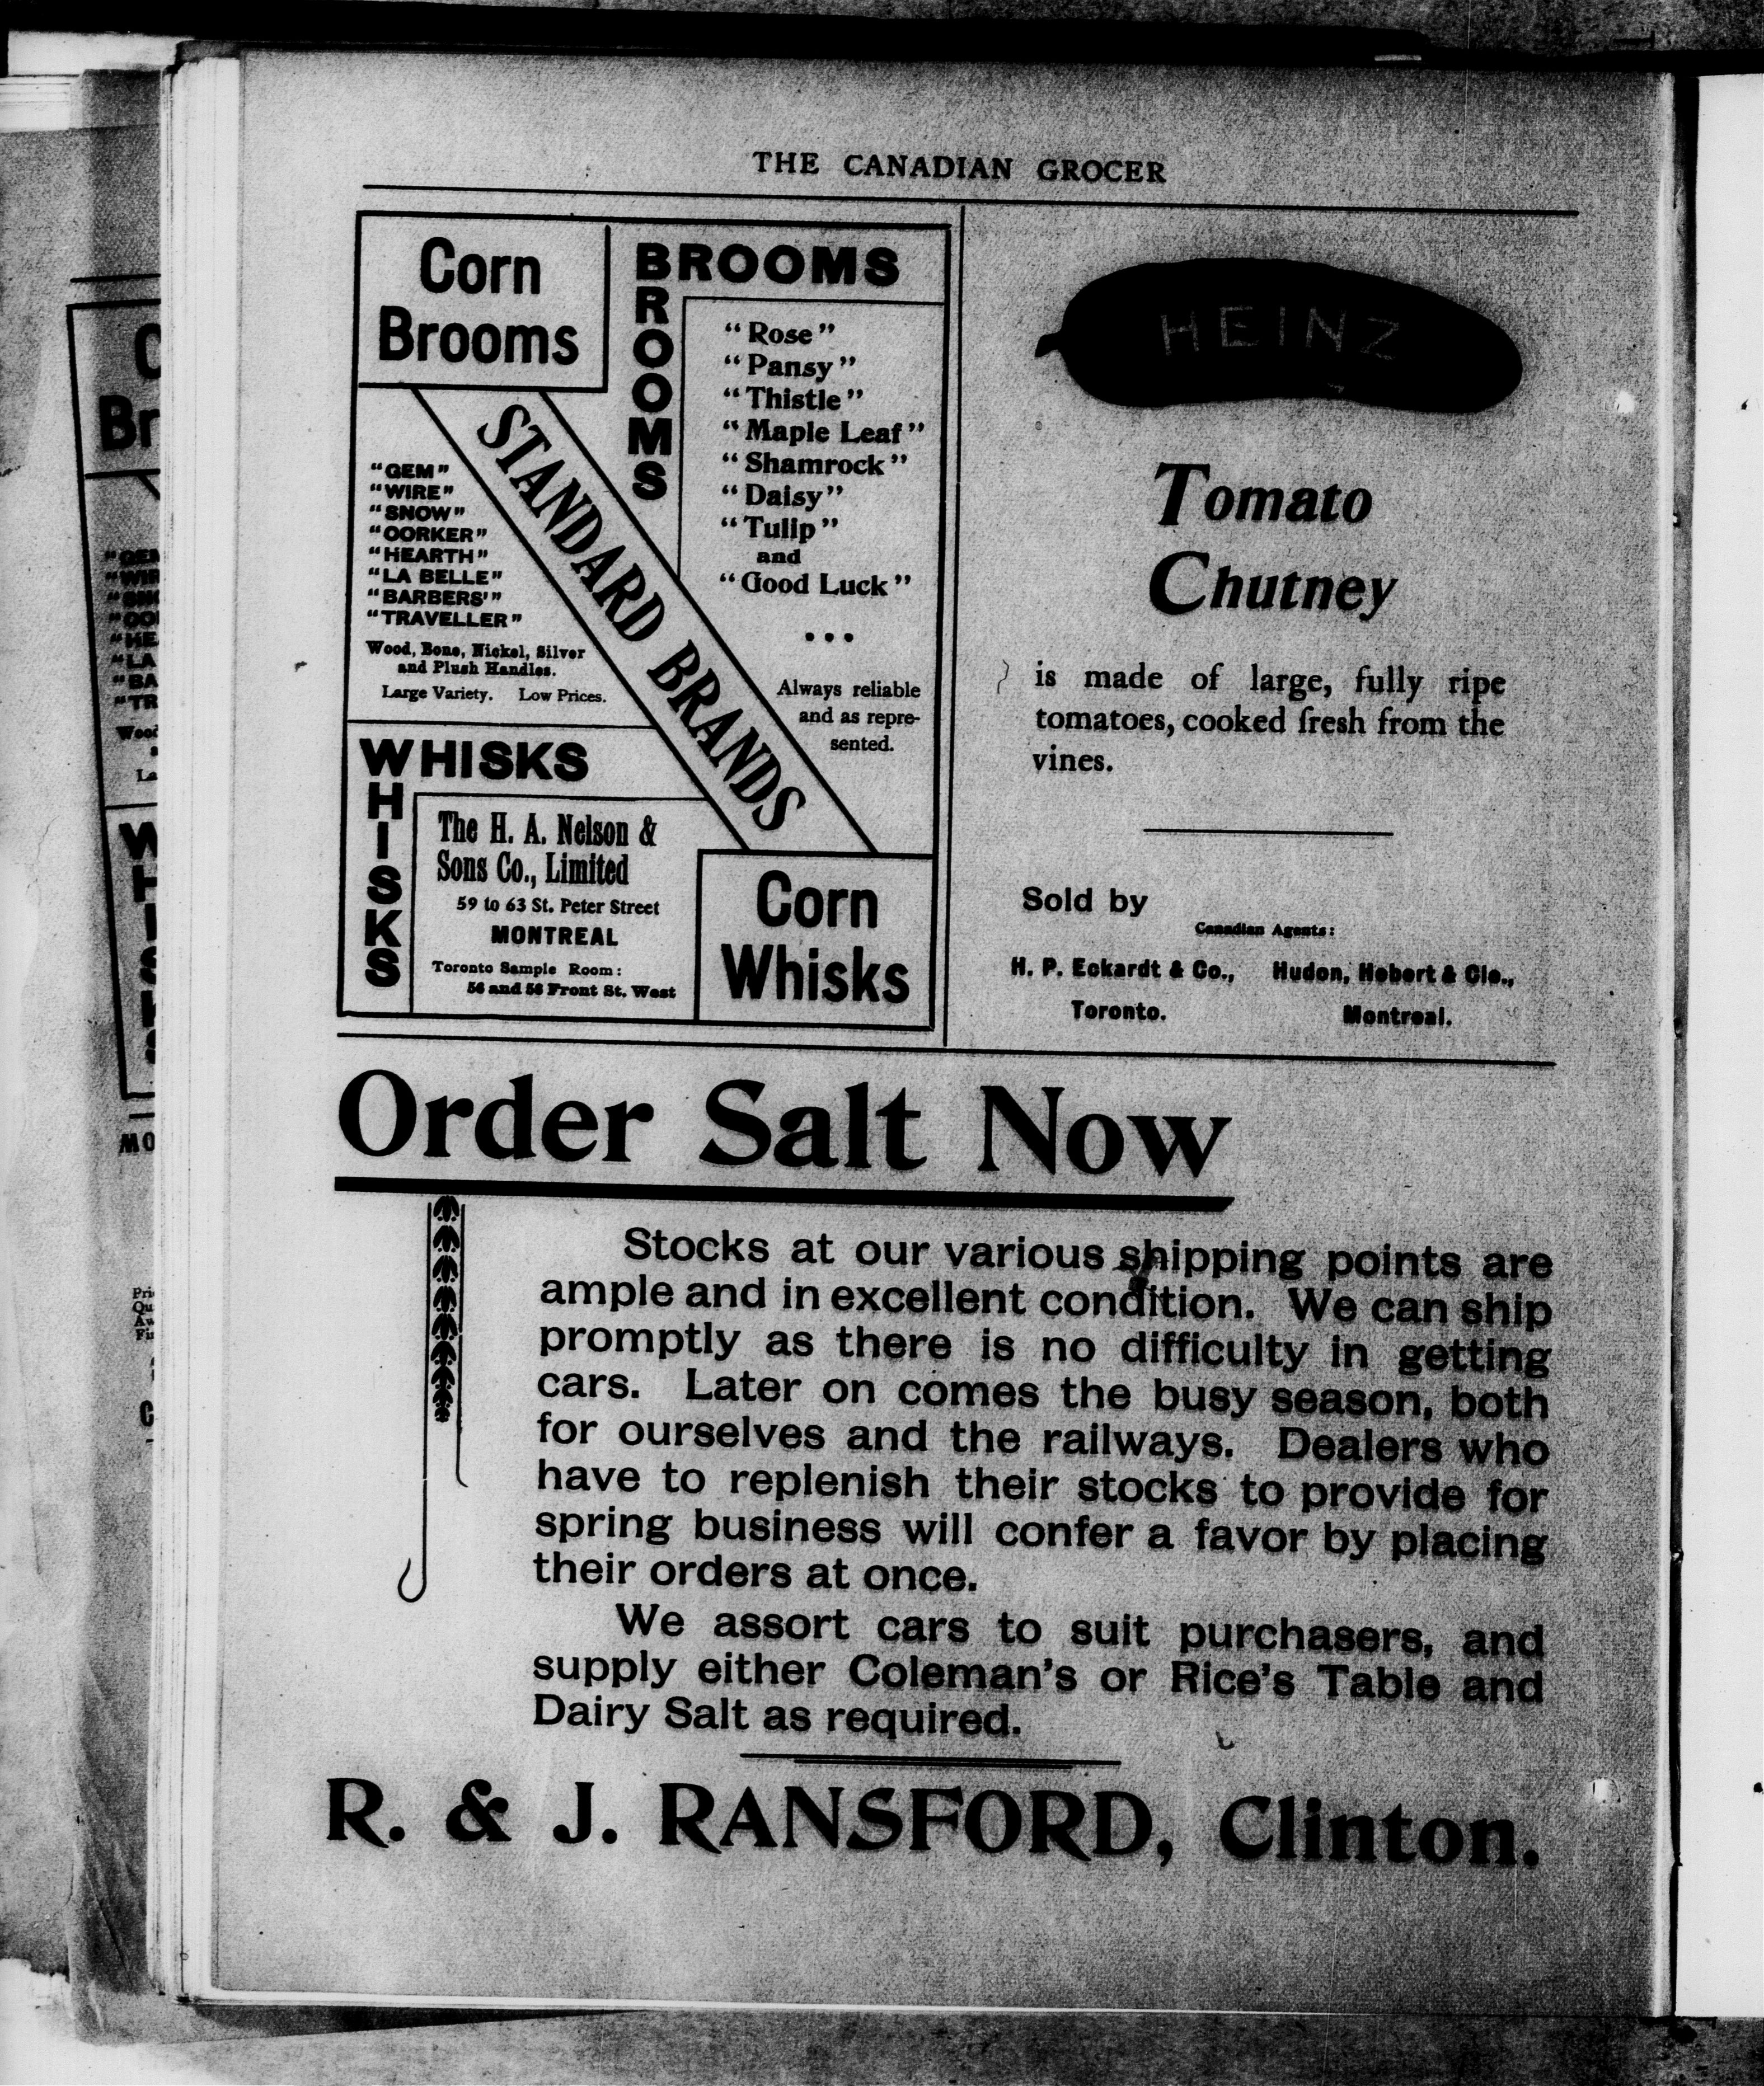 THE CANADIAN GROCER
Corn
Brooms
BROOMS
ROOMS
"Rose"
"Pansy"
"Thistle"
"Maple Leaf"
"Shamrock"
"Daisy"
"Tulip"
and
"Good Luck"
• • •
Always reliable
and as repre-
sented.
STANDARD BRANDS
"GEM"
"WIRE"
"SNOW"
"OORKER"
"HEARTH"
"LA BELLE"
"BARBERS'"
"TRAVELLER"
Wood, Bone, Nickel, Silver
and Plush Handles.
Large Variety. Low Prices.
WHISKS
HISKS
The H. A. Nelson &
Sons Co., Limited
59 to 63 St. Peter Street
MONTREAL
Toronto Sample Room:
56 and 58 Front St. West
Corn
Whisks
HEINZ
Tomato
Chutney
is made of large, fully ripe
tomatoes, cooked fresh from the
vines.
Sold by
Canadian Agents:
H. P. Eckardt & Co., Hudon, Hebert & Cie.,
Toronto. Montreal.
Order Salt Now
Stocks at our various shipping points are
ample and in excellent condition. We can ship
promptly as there is no difficulty in getting
cars. Later on comes the busy season, both
for ourselves and the railways. Dealers who
have to replenish their stocks to provide for
spring business will confer a favor by placing
their orders at once.
We assort cars to suit purchasers, and
supply either Coleman's or Rice's Table and
Dairy Salt as required.
R. & J. RANSFORD, Clinton.